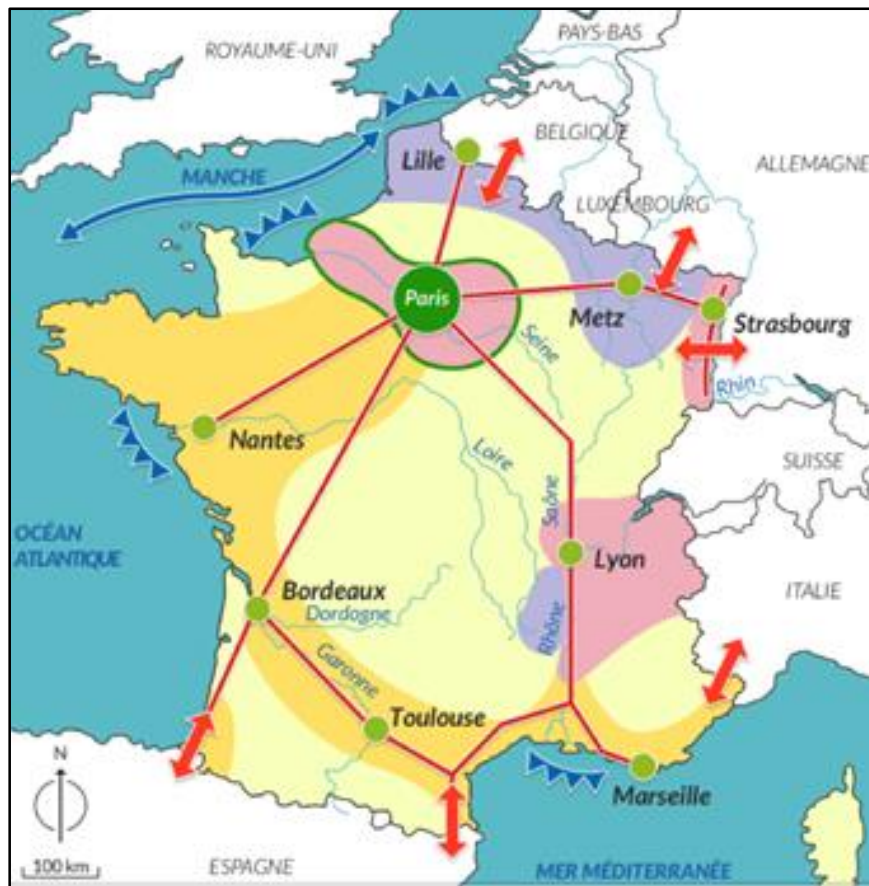 PAYS-BAS
ROYAUME-UNI
BELGIQUE
Lille
ALLEMAGNE
MANCHE
LUXEMBOURG
Paris
Metz
Strasbourg
Seine
Rhin
Nantes
Loire
SUISSE
Saône
OCÉAN
ATLANTIQUE
Lyon
Bordeaux
ITALIE
Dordogne
Rhône
Garonne
Toulouse
N
Marseille
100 km
ESPAGNE
MER MÉDITERRANÉE